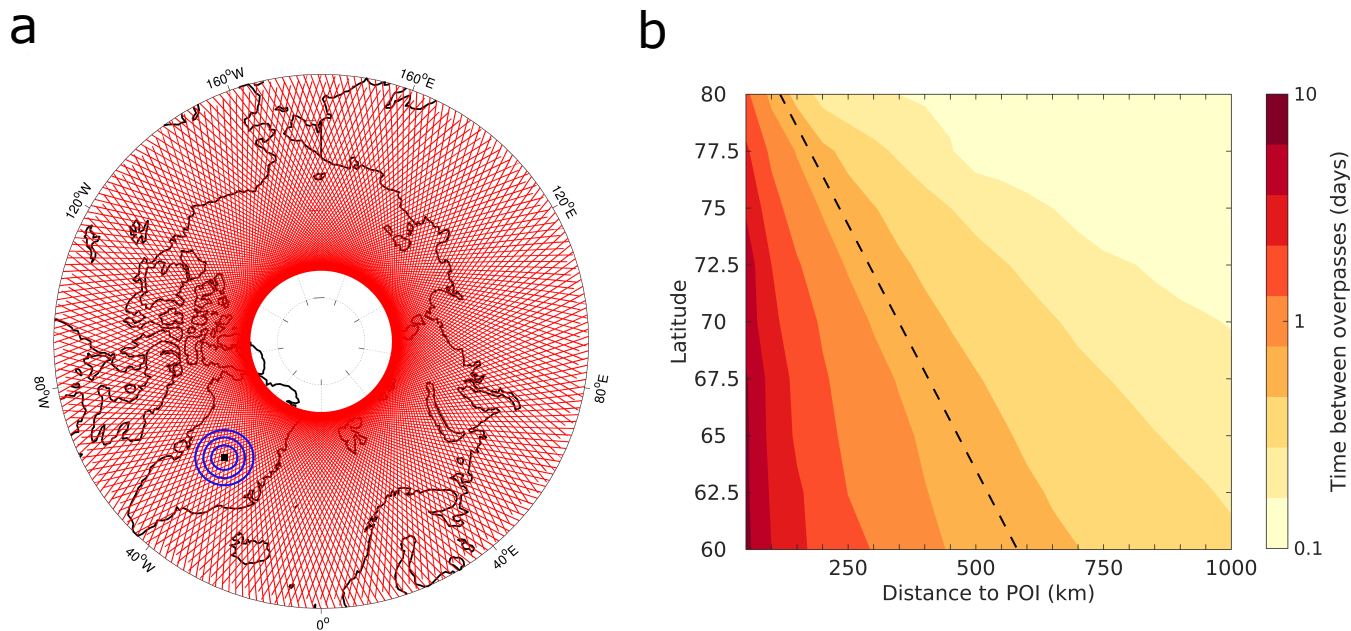 a
160°W
160°E
120°W
120°E
80°W
80°E
40°W
40°E
0°
b
80
77.5
75
72.5
70
67.5
65
62.5
60
Latitude
250
500
750
1000
Distance to POI (km)
10
1
0.1
Time between overpasses (days)